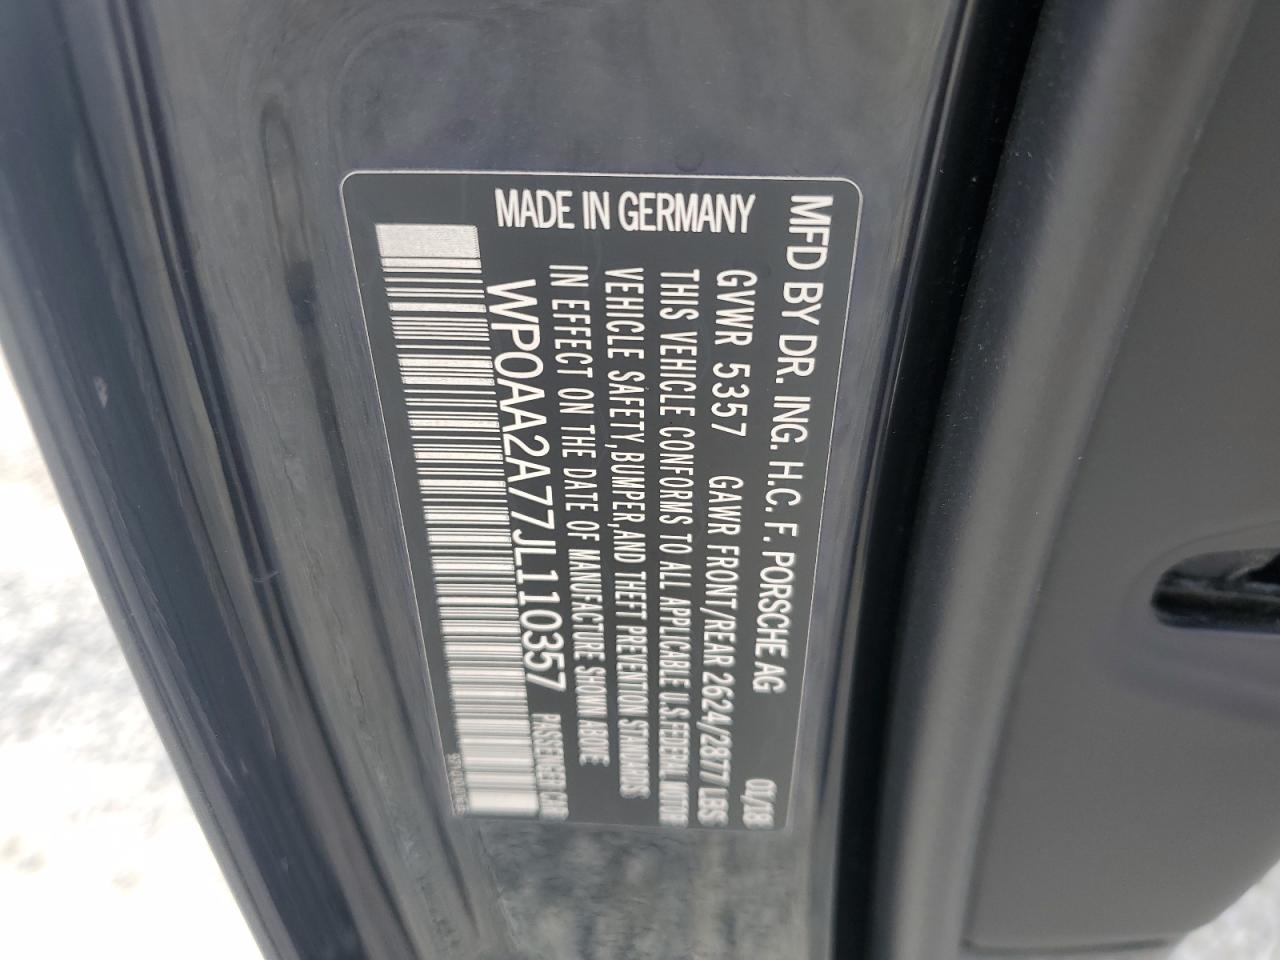 MFD BY DR. ING. H.C. F. PORSCHE AG 01/18
GVWR 5357 GAWR FRONT/REAR 2624/2877 LBS
THIS VEHICLE CONFORMS TO ALL APPLICABLE U.S.FEDERAL MOTOR
VEHICLE SAFETY,BUMPER,AND THEFT PREVENTION STANDARDS
IN EFFECT ON THE DATE OF MANUFACTURE SHOWN ABOVE
WP0AA2A77JL110357 PASSENGER CAR
MADE IN GERMANY